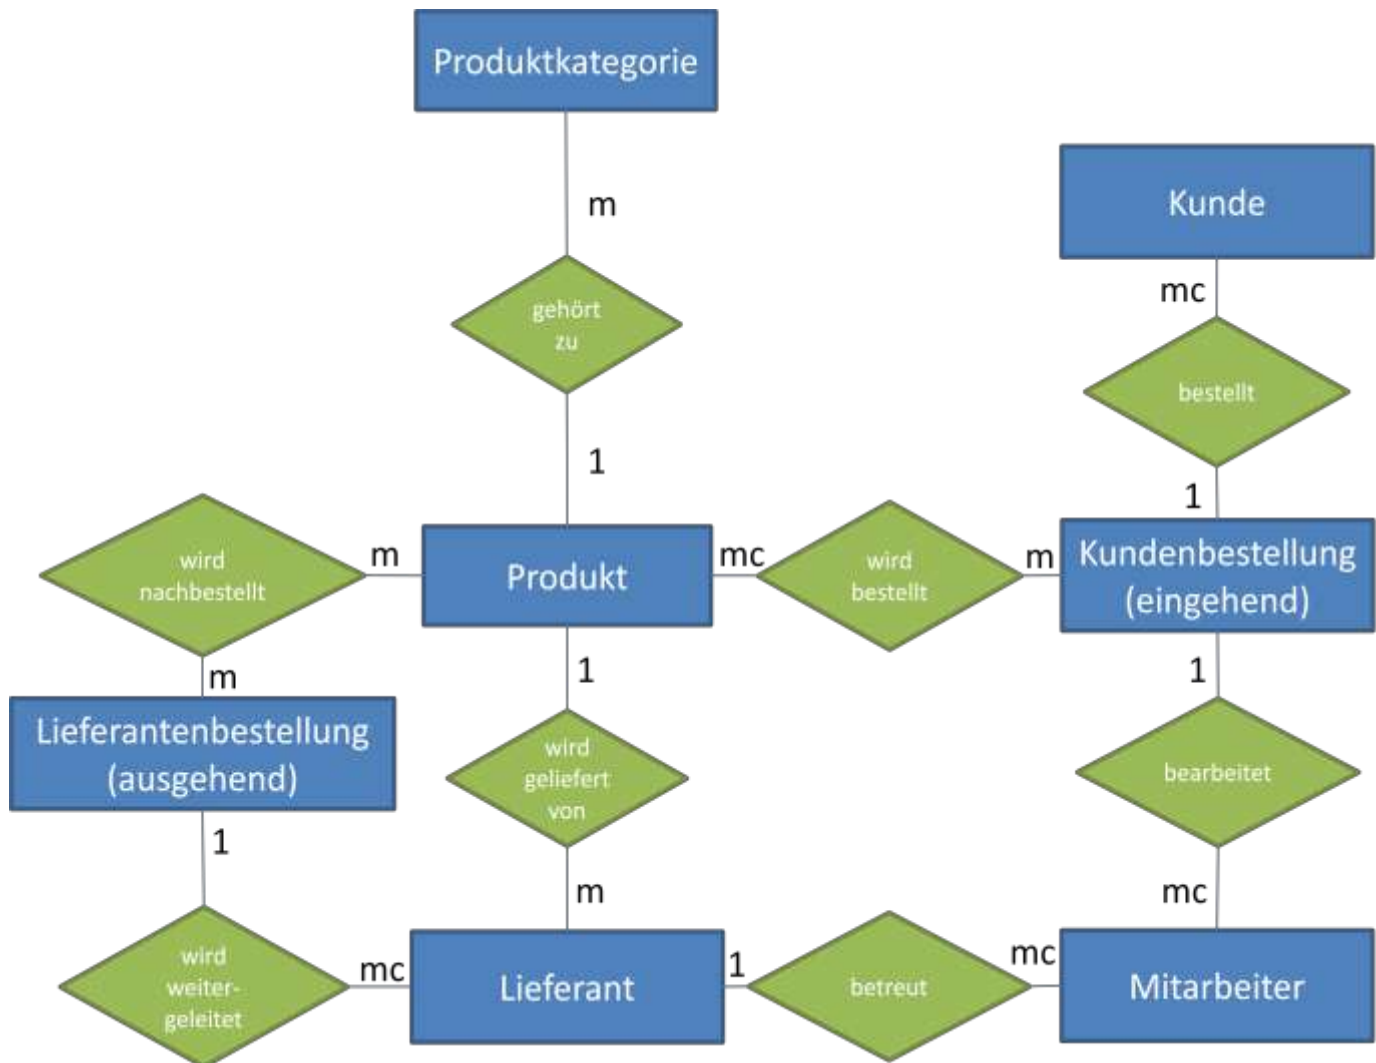 Produktkategorie
m
Kunde
mc
gehört
zu
bestellt
1
1
wird
nachbestellt
m
Produkt
mc
wird
bestellt
m
Kundenbestellung
(eingehend)
m
1
1
Lieferantenbestellung
(ausgehend)
wird
geliefert
von
bearbeitet
1
m
mc
wird
weiter-
geleitet
mc
Lieferant
1
betreut
mc
Mitarbeiter